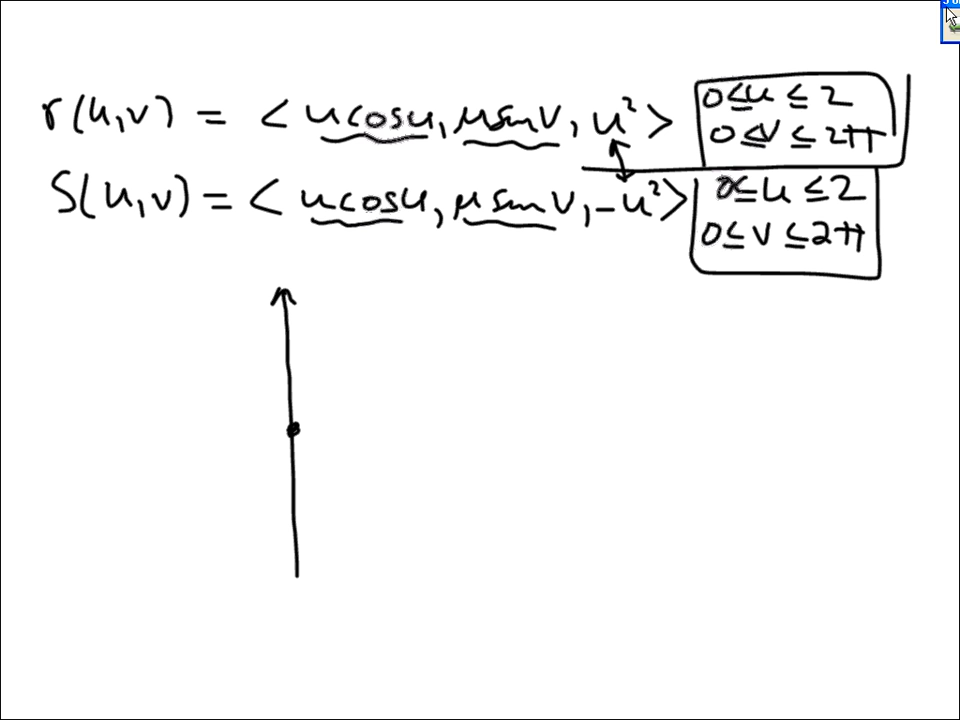 r(u,v) = < u cos u, u sin v, u² > 0 ≤ u ≤ 2
0 ≤ v ≤ 2π
S(u,v) = < u cos u, u sin v, -u² > 0 ≤ u ≤ 2
0 ≤ v ≤ 2π